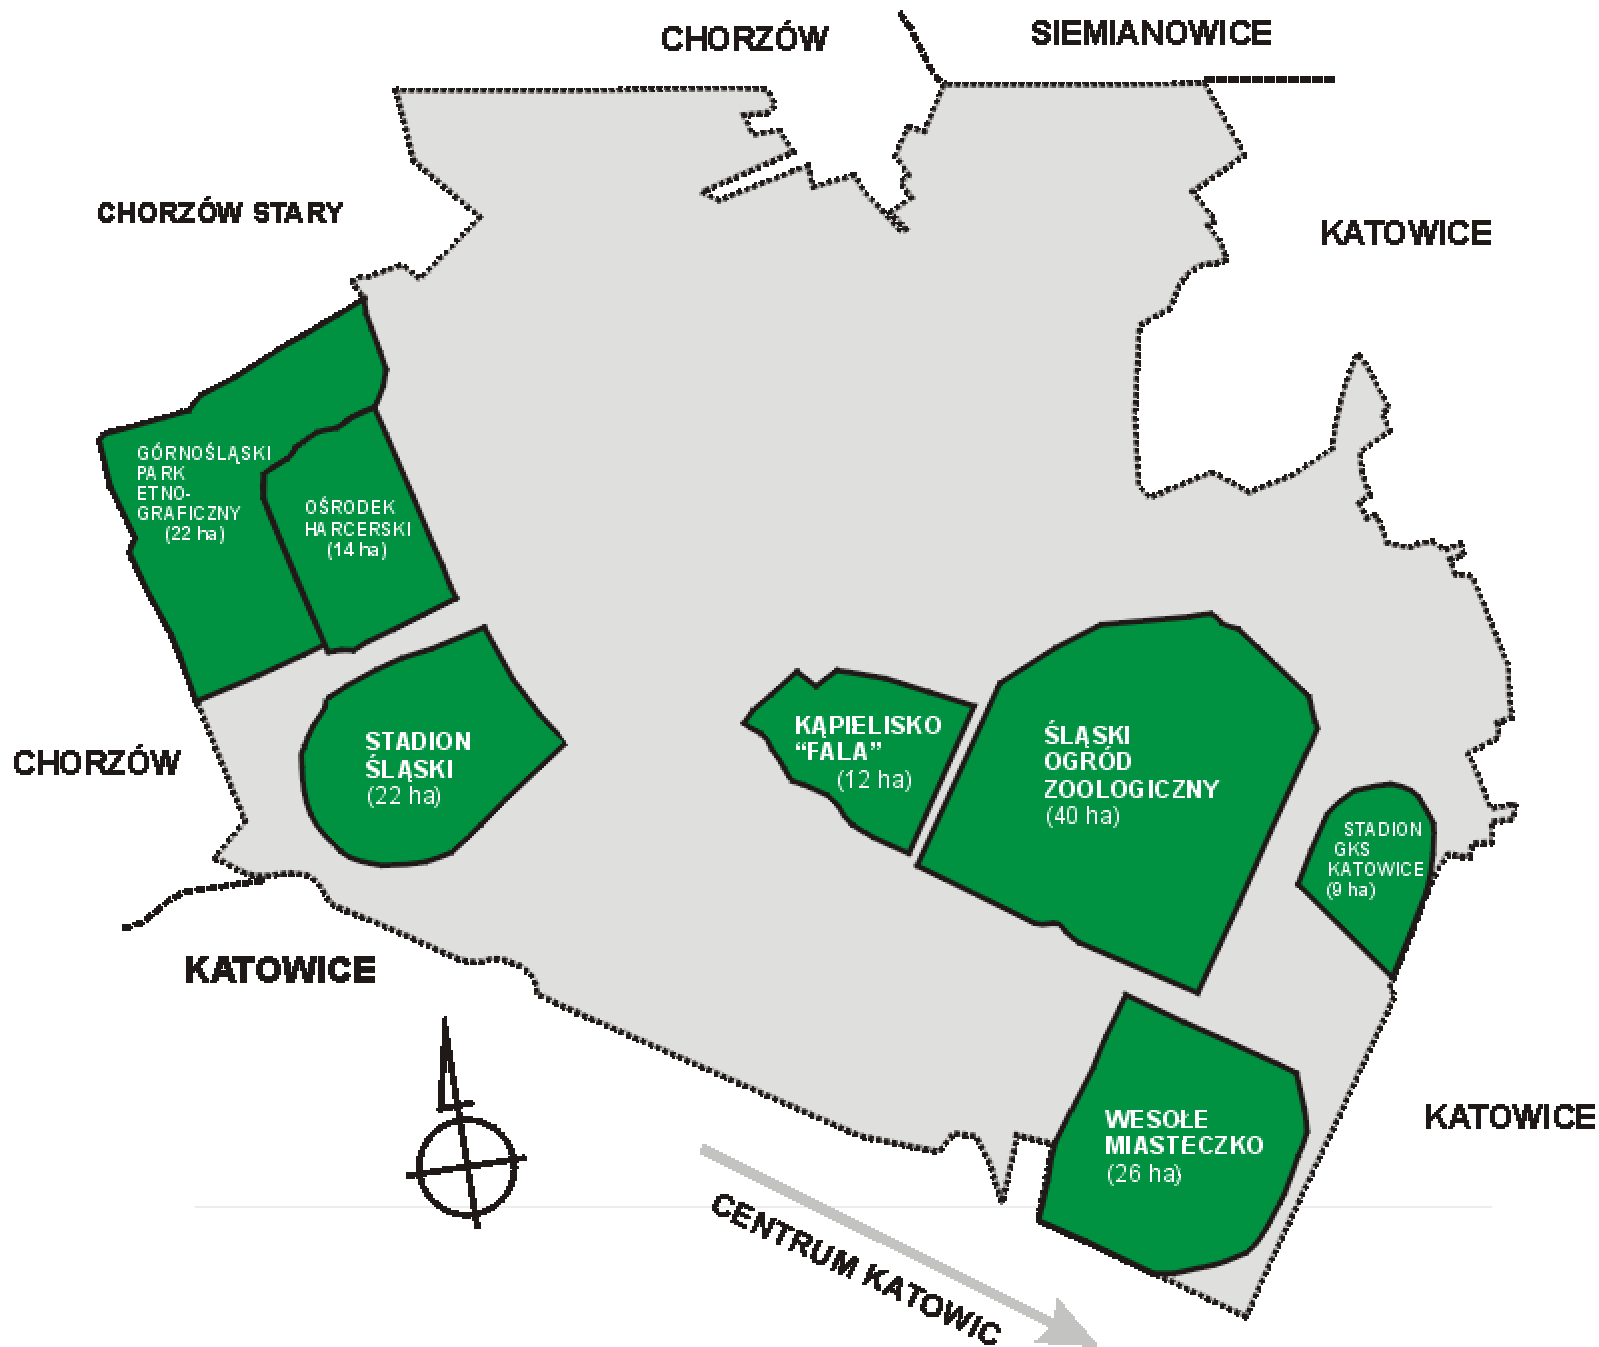 CHORZÓW
SIEMIANOWICE
CHORZÓW STARY
KATOWICE
GÓRNOŚLĄSKI
PARK
ETNO-
GRAFICZNY
(22 ha)
OŚRODEK
HARCERSKI
(14 ha)
STADION
ŚLĄSKI
(22 ha)
KĄPIELISKO
“FALA”
(12 ha)
ŚLĄSKI
OGRÓD
ZOOLOGICZNY
(40 ha)
STADION
GKS
KATOWICE
(9 ha)
CHORZÓW
KATOWICE
WESOŁE
MIASTECZKO
(26 ha)
KATOWICE
CENTRUM KATOWIC